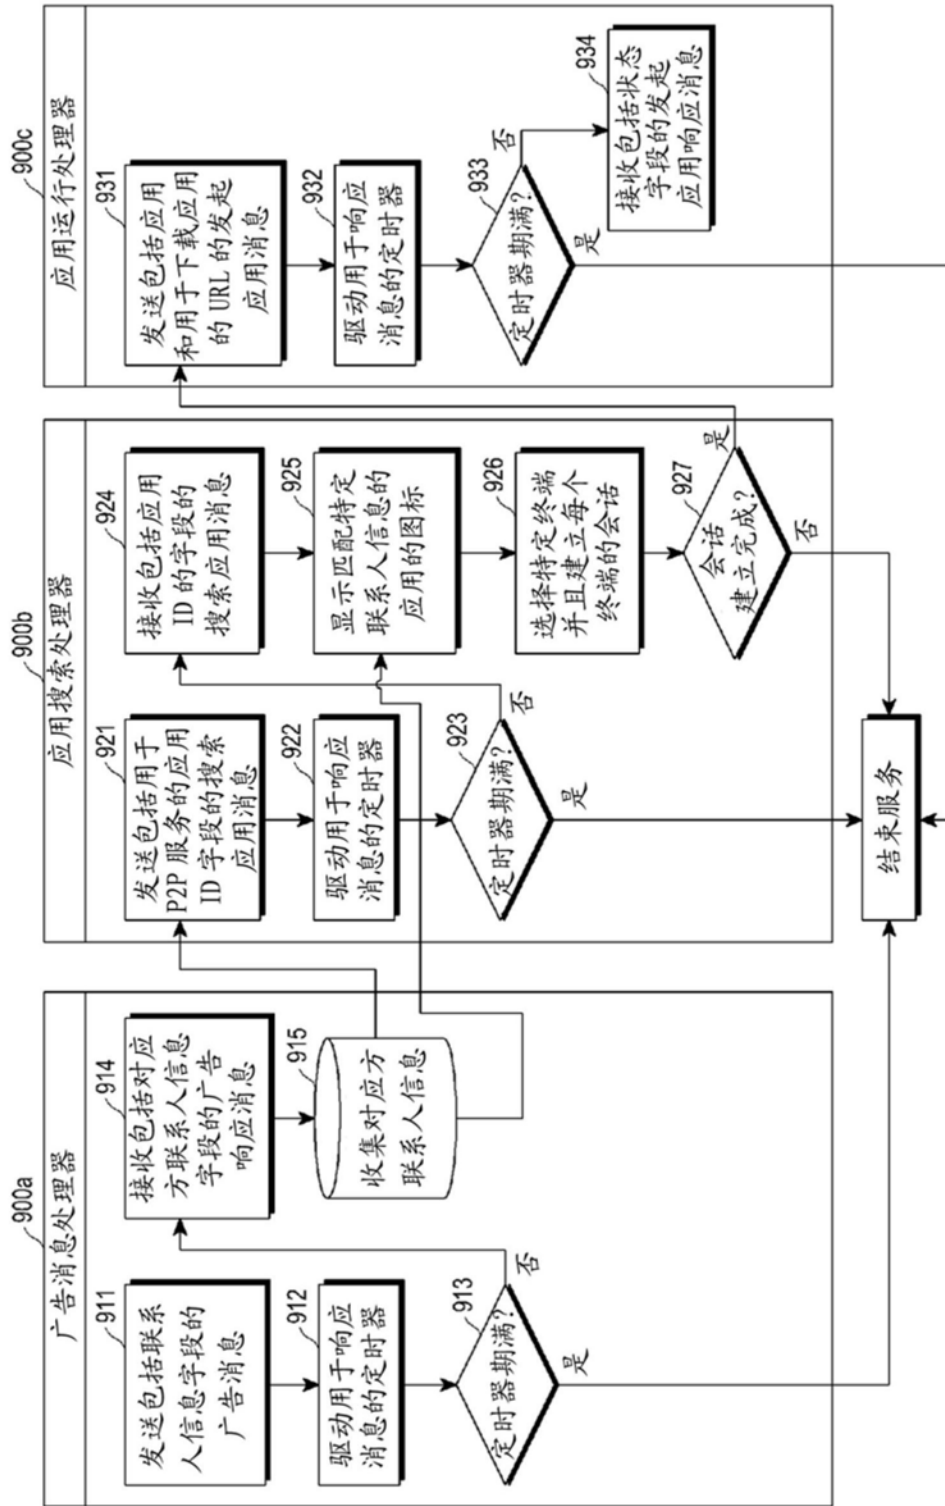 900a
广告消息处理器
911
发送包括联系
人信息字段的
广告消息
912
驱动用于响应
消息的定时器
913
定时器期满?
是
否
914
接收包括对应
方联系人信息
字段的广告
响应消息
915
收集对应方
联系人信息
900b
应用搜索处理器
921
发送包括用于
P2P 服务的应用
ID 字段的搜索
应用消息
922
驱动用于响应
消息的定时器
923
定时器期满?
是
否
924
接收包括应用
ID 的字段的
搜索应用消息
925
显示匹配特定
联系人信息的
应用的图标
926
选择特定终端
并且建立每个
终端的会话
927
会话
建立完成?
是
否
900c
应用运行处理器
931
发送包括应用
和用于下载应用
的 URL 的发起
应用消息
932
驱动用于响应
消息的定时器
933
定时器期满?
否
是
934
接收包括状态
字段的发起
应用响应消息
结束服务